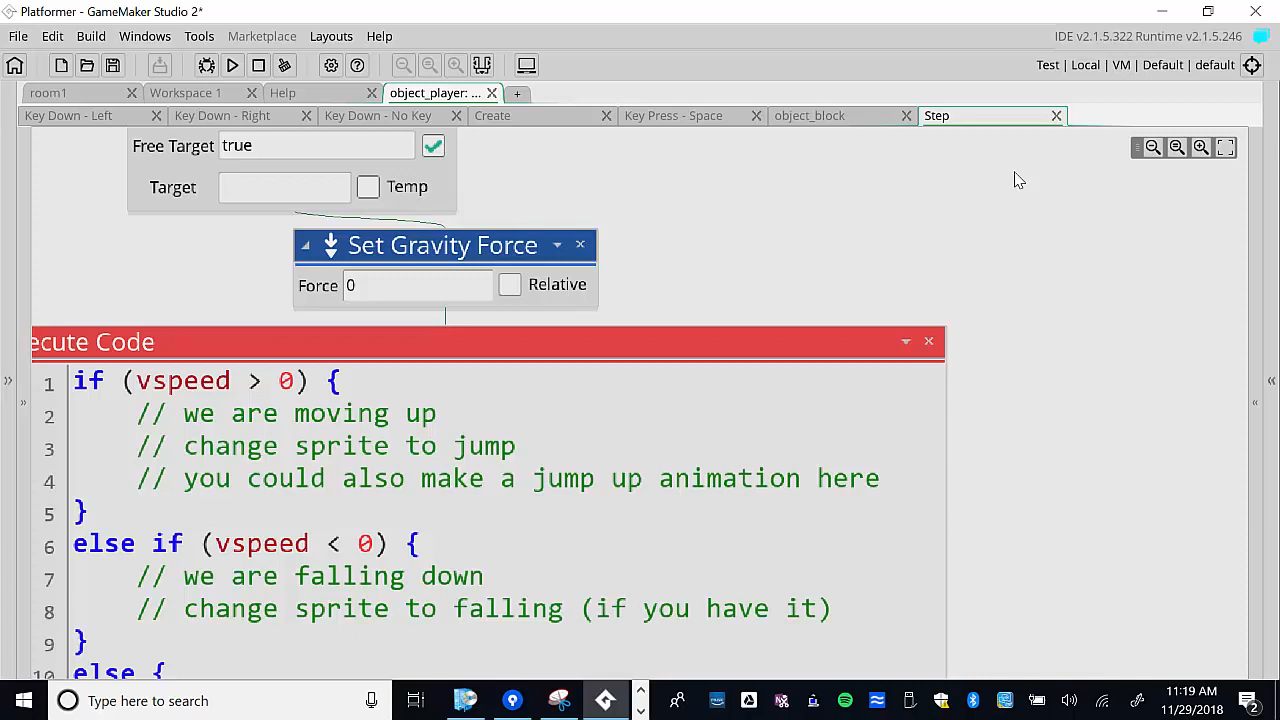 Platformer - GameMaker Studio 2*
File Edit Build Windows Tools Marketplace Layouts Help
IDE v2.1.5.322 Runtime v2.1.5.246
Test | Local | VM | Default | default
room1 Workspace 1 Help object_player: ...
Key Down - Left Key Down - Right Key Down - No Key Create Key Press - Space object_block Step
Free Target true
Target Temp
Set Gravity Force
Force 0 Relative
ecute Code
1 if (vspeed > 0) {
2 // we are moving up
3 // change sprite to jump
4 // you could also make a jump up animation here
5 }
6 else if (vspeed < 0) {
7 // we are falling down
8 // change sprite to falling (if you have it)
9 }
10 else {
Type here to search
11:19 AM
11/29/2018
2